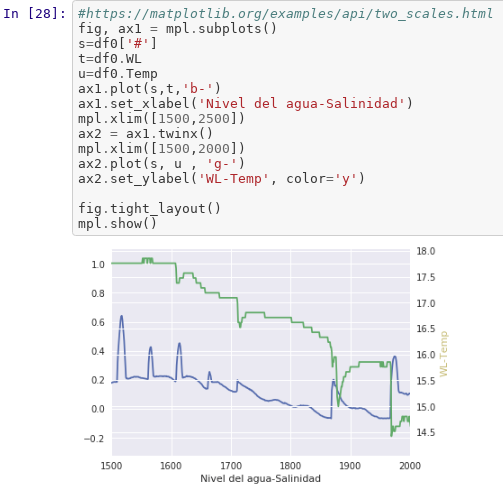 In [28]: #https://matplotlib.org/examples/api/two_scales.html
fig, ax1 = mpl.subplots()
s=df0['#']
t=df0.WL
u=df0.Temp
ax1.plot(s,t,'b-')
ax1.set_xlabel('Nivel del agua-Salinidad')
mpl.xlim([1500,2500])
ax2 = ax1.twinx()
mpl.xlim([1500,2000])
ax2.plot(s, u , 'g-')
ax2.set_ylabel('WL-Temp', color='y')
fig.tight_layout()
mpl.show()
1.0
0.8
0.6
0.4
0.2
0.0
−0.2
18.0
17.5
17.0
16.5
16.0
15.5
15.0
14.5
WL-Temp
1500 1600 1700 1800 1900 2000
Nivel del agua-Salinidad